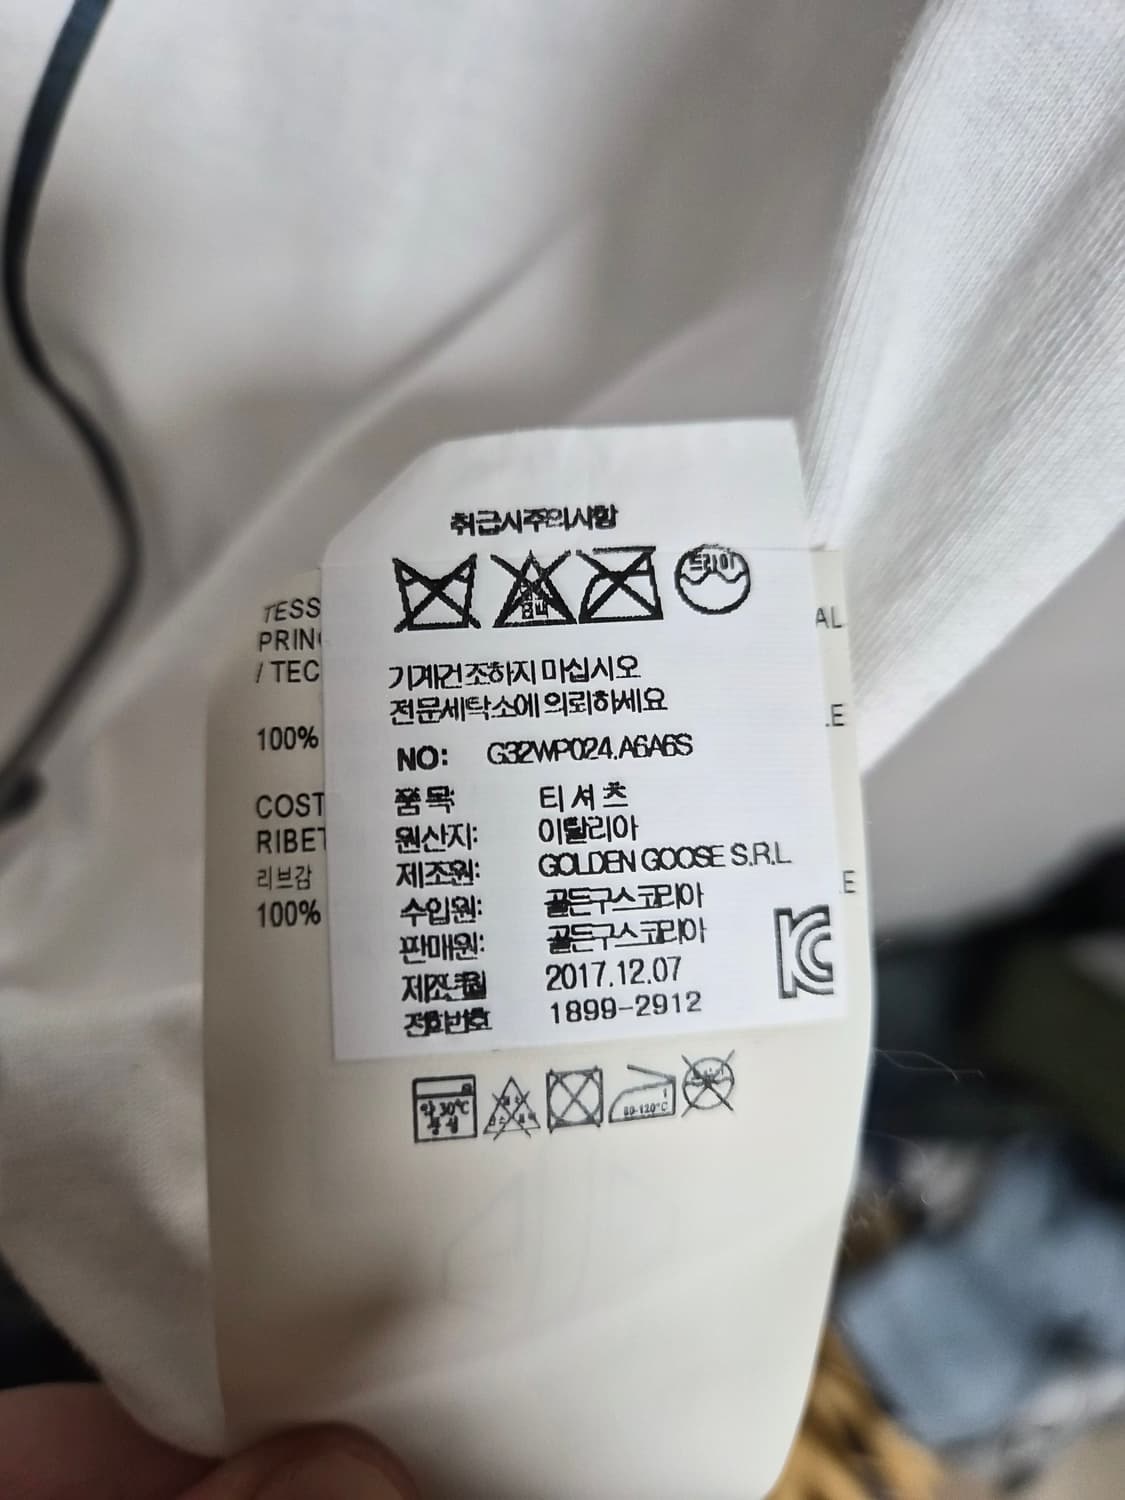 취급시주의사항
드라이
기계건조하지 마십시오
전문세탁소에 의뢰하세요
NO: G32WP024.A6A6S
품 목: 티 셔 츠
원산지: 이탈리아
제조원: GOLDEN GOOSE S.R.L
수입원: 골든구스코리아
판매원: 골든구스코리아
제조월 2017.12.07
전화번호 1899-2912
KC
TESS
PRIN
/ TEC
AL
100%
LE
COST
RIBET
리브감
100%
E
약 30℃
중 성
80-120°C